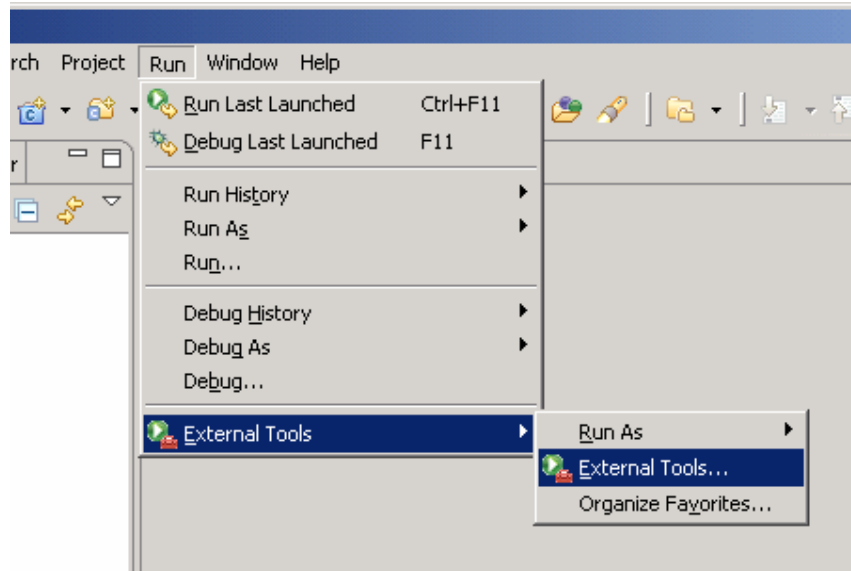 rch Project Run Window Help
Run Last Launched Ctrl+F11
Debug Last Launched F11
r
Run History
Run As
Run...
Debug History
Debug As
Debug...
External Tools
Run As
External Tools...
Organize Favorites...